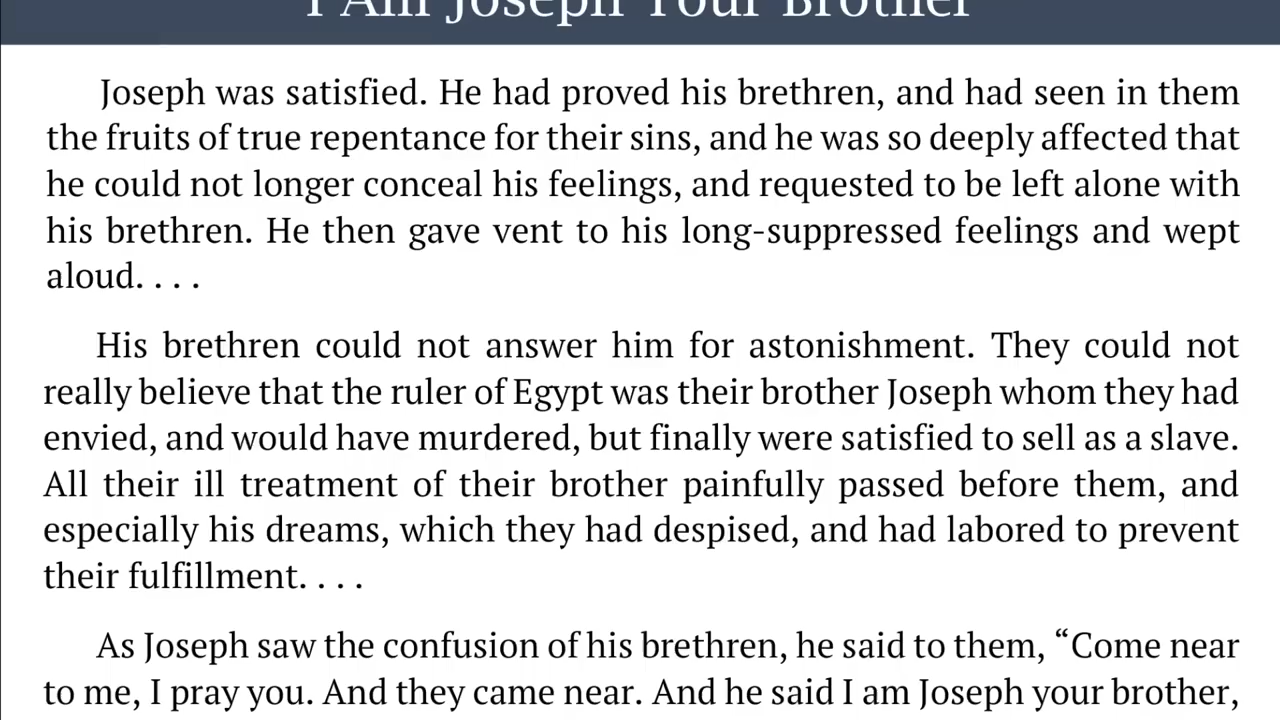 I Am Joseph Your Brother
Joseph was satisfied. He had proved his brethren, and had seen in them
the fruits of true repentance for their sins, and he was so deeply affected that
he could not longer conceal his feelings, and requested to be left alone with
his brethren. He then gave vent to his long-suppressed feelings and wept
aloud. . . .
His brethren could not answer him for astonishment. They could not
really believe that the ruler of Egypt was their brother Joseph whom they had
envied, and would have murdered, but finally were satisfied to sell as a slave.
All their ill treatment of their brother painfully passed before them, and
especially his dreams, which they had despised, and had labored to prevent
their fulfillment. . . .
As Joseph saw the confusion of his brethren, he said to them, “Come near
to me, I pray you. And they came near. And he said I am Joseph your brother,